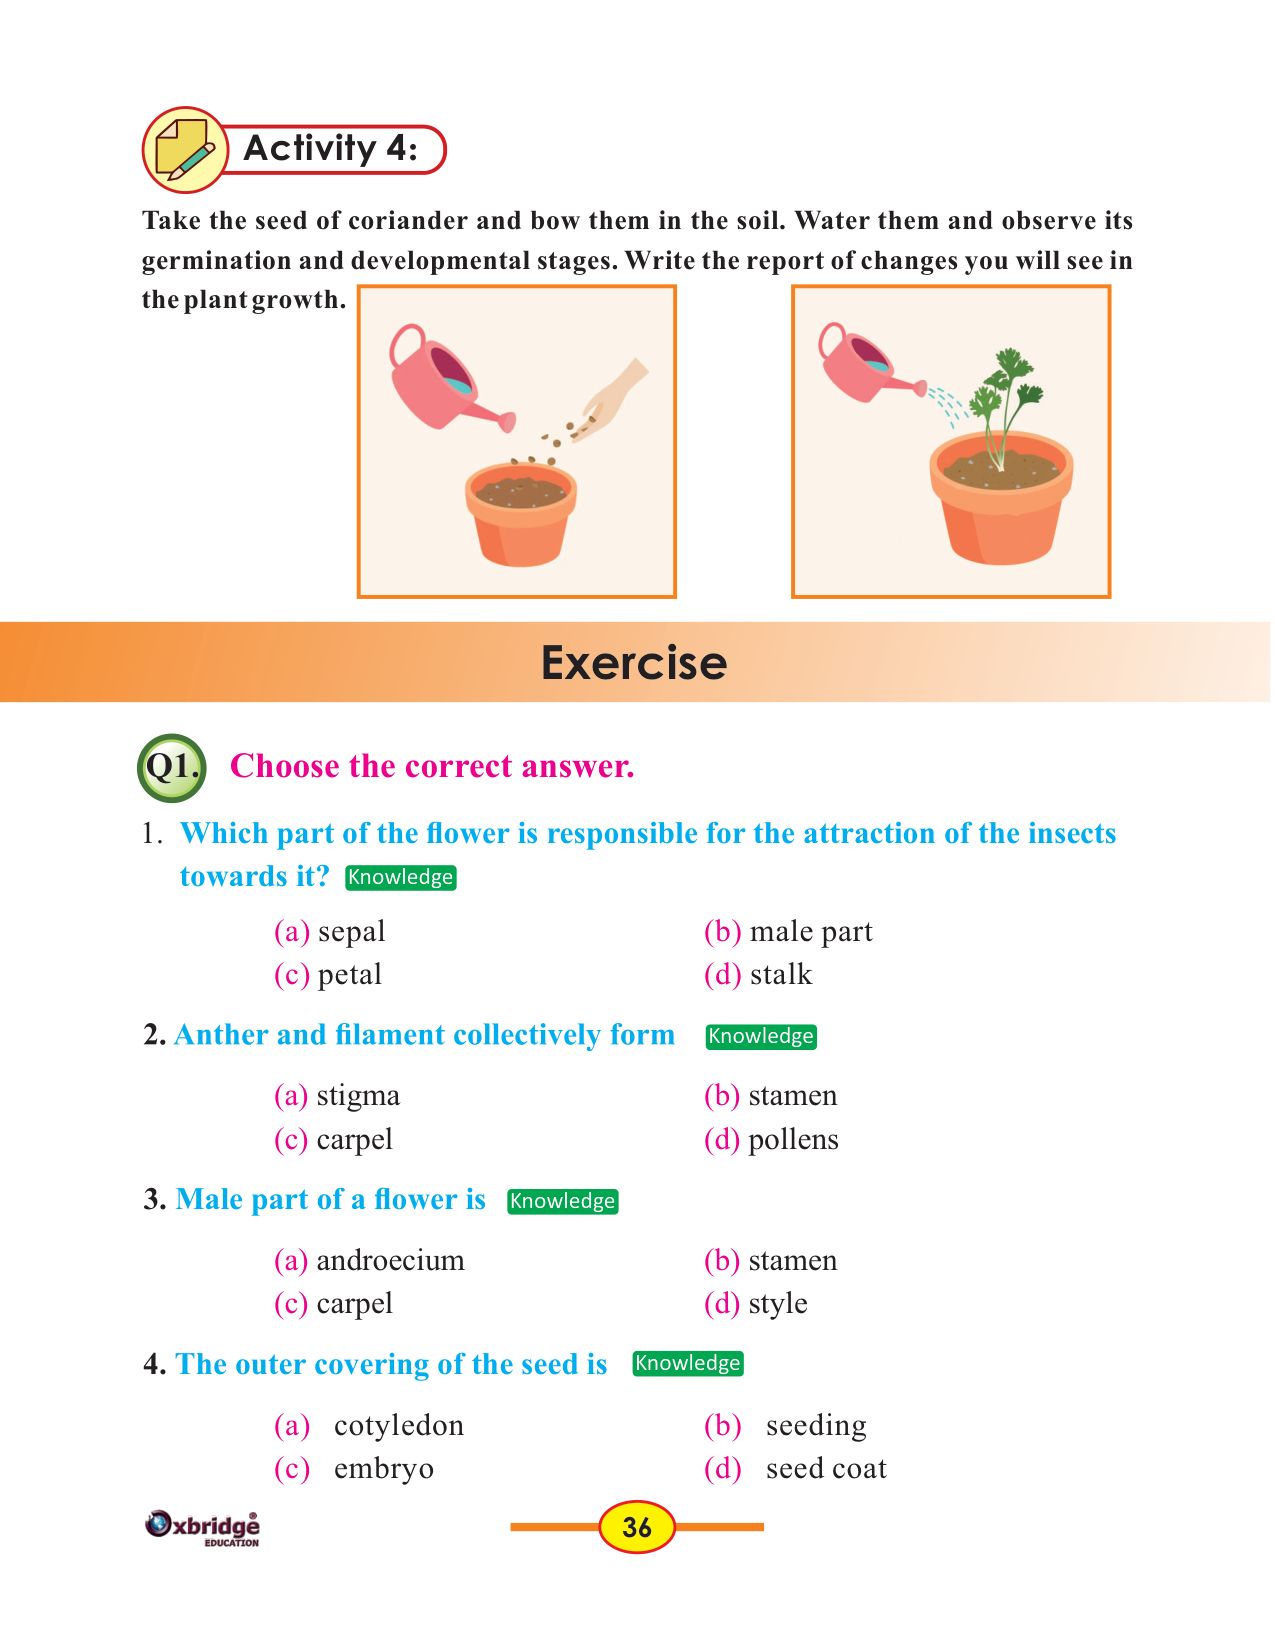 Activity 4:
Take the seed of coriander and bow them in the soil. Water them and observe its
germination and developmental stages. Write the report of changes you will see in
the plant growth.
Exercise
Q1. Choose the correct answer.
1. Which part of the flower is responsible for the attraction of the insects
towards it? Knowledge
(a) sepal (b) male part
(c) petal (d) stalk
2. Anther and filament collectively form Knowledge
(a) stigma (b) stamen
(c) carpel (d) pollens
3. Male part of a flower is Knowledge
(a) androecium (b) stamen
(c) carpel (d) style
4. The outer covering of the seed is Knowledge
(a) cotyledon (b) seeding
(c) embryo (d) seed coat
Oxbridge®
EDUCATION
36